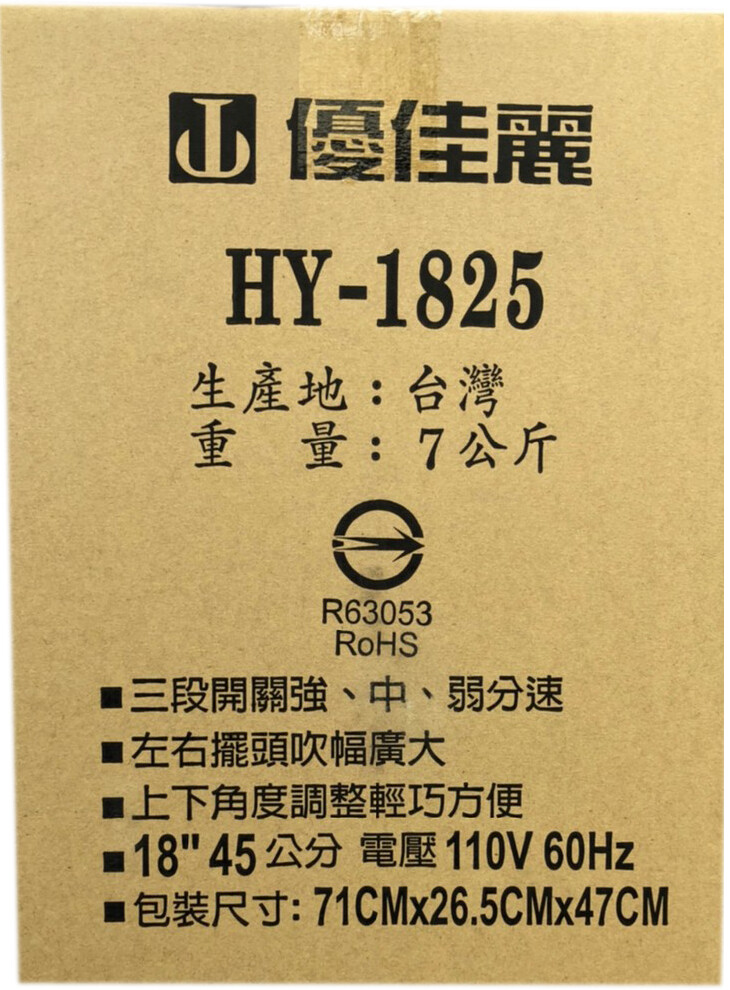 優佳麗
HY-1825
生產地：台灣
重　量：7公斤
R63053
RoHS
■三段開關強、中、弱分速
■左右擺頭吹幅廣大
■上下角度調整輕巧方便
■18" 45公分 電壓 110V 60Hz
■包裝尺寸: 71CMx26.5CMx47CM